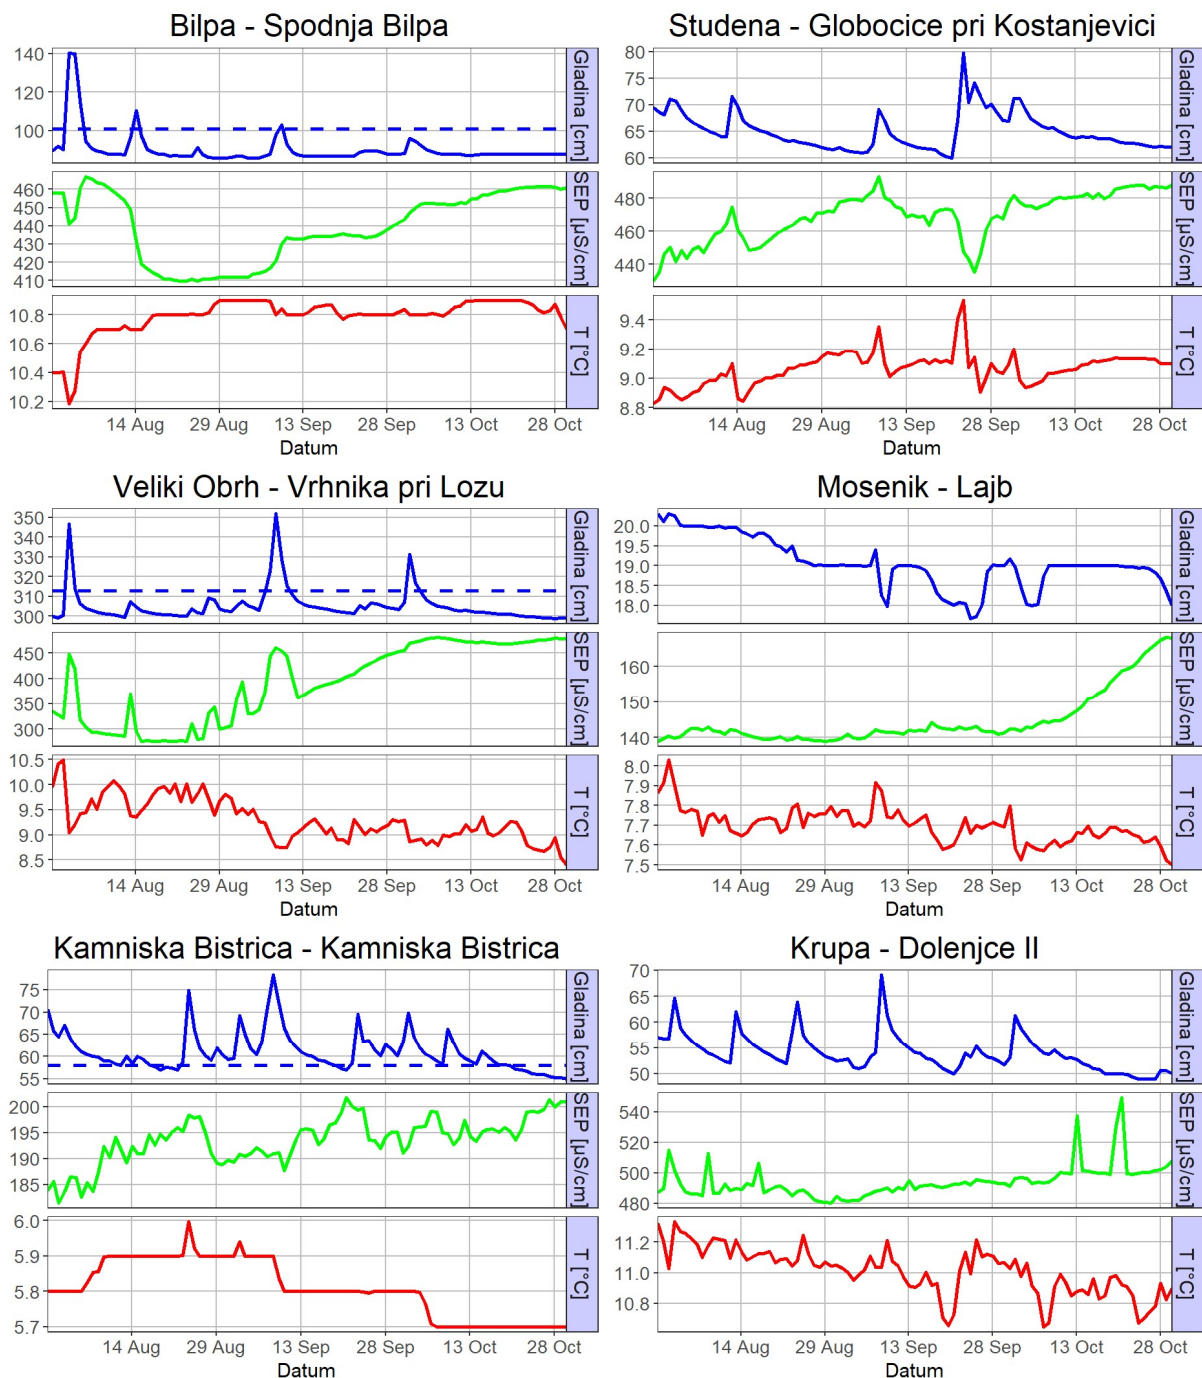 Bilpa - Spodnja Bilpa
140
120
100
Gladina [cm]
460
450
440
430
420
410
SEP [µS/cm]
10.8
10.6
10.4
10.2
T [°C]
14 Aug 29 Aug 13 Sep 28 Sep 13 Oct 28 Oct
Datum
Studena - Globocice pri Kostanjevici
80
75
70
65
60
Gladina [cm]
480
460
440
SEP [µS/cm]
9.4
9.2
9.0
8.8
T [°C]
14 Aug 29 Aug 13 Sep 28 Sep 13 Oct 28 Oct
Datum
Veliki Obrh - Vrhnika pri Lozu
350
340
330
320
310
300
Gladina [cm]
450
400
350
300
SEP [µS/cm]
10.5
10.0
9.5
9.0
8.5
T [°C]
14 Aug 29 Aug 13 Sep 28 Sep 13 Oct 28 Oct
Datum
Mosenik - Lajb
20.0
19.5
19.0
18.5
18.0
Gladina [cm]
160
150
140
SEP [µS/cm]
8.0
7.9
7.8
7.7
7.6
7.5
T [°C]
14 Aug 29 Aug 13 Sep 28 Sep 13 Oct 28 Oct
Datum
Kamniska Bistrica - Kamniska Bistrica
75
70
65
60
55
Gladina [cm]
200
195
190
185
SEP [µS/cm]
6.0
5.9
5.8
5.7
T [°C]
14 Aug 29 Aug 13 Sep 28 Sep 13 Oct 28 Oct
Datum
Krupa - Dolenjce II
70
65
60
55
50
Gladina [cm]
540
520
500
480
SEP [µS/cm]
11.2
11.0
10.8
T [°C]
14 Aug 29 Aug 13 Sep 28 Sep 13 Oct 28 Oct
Datum